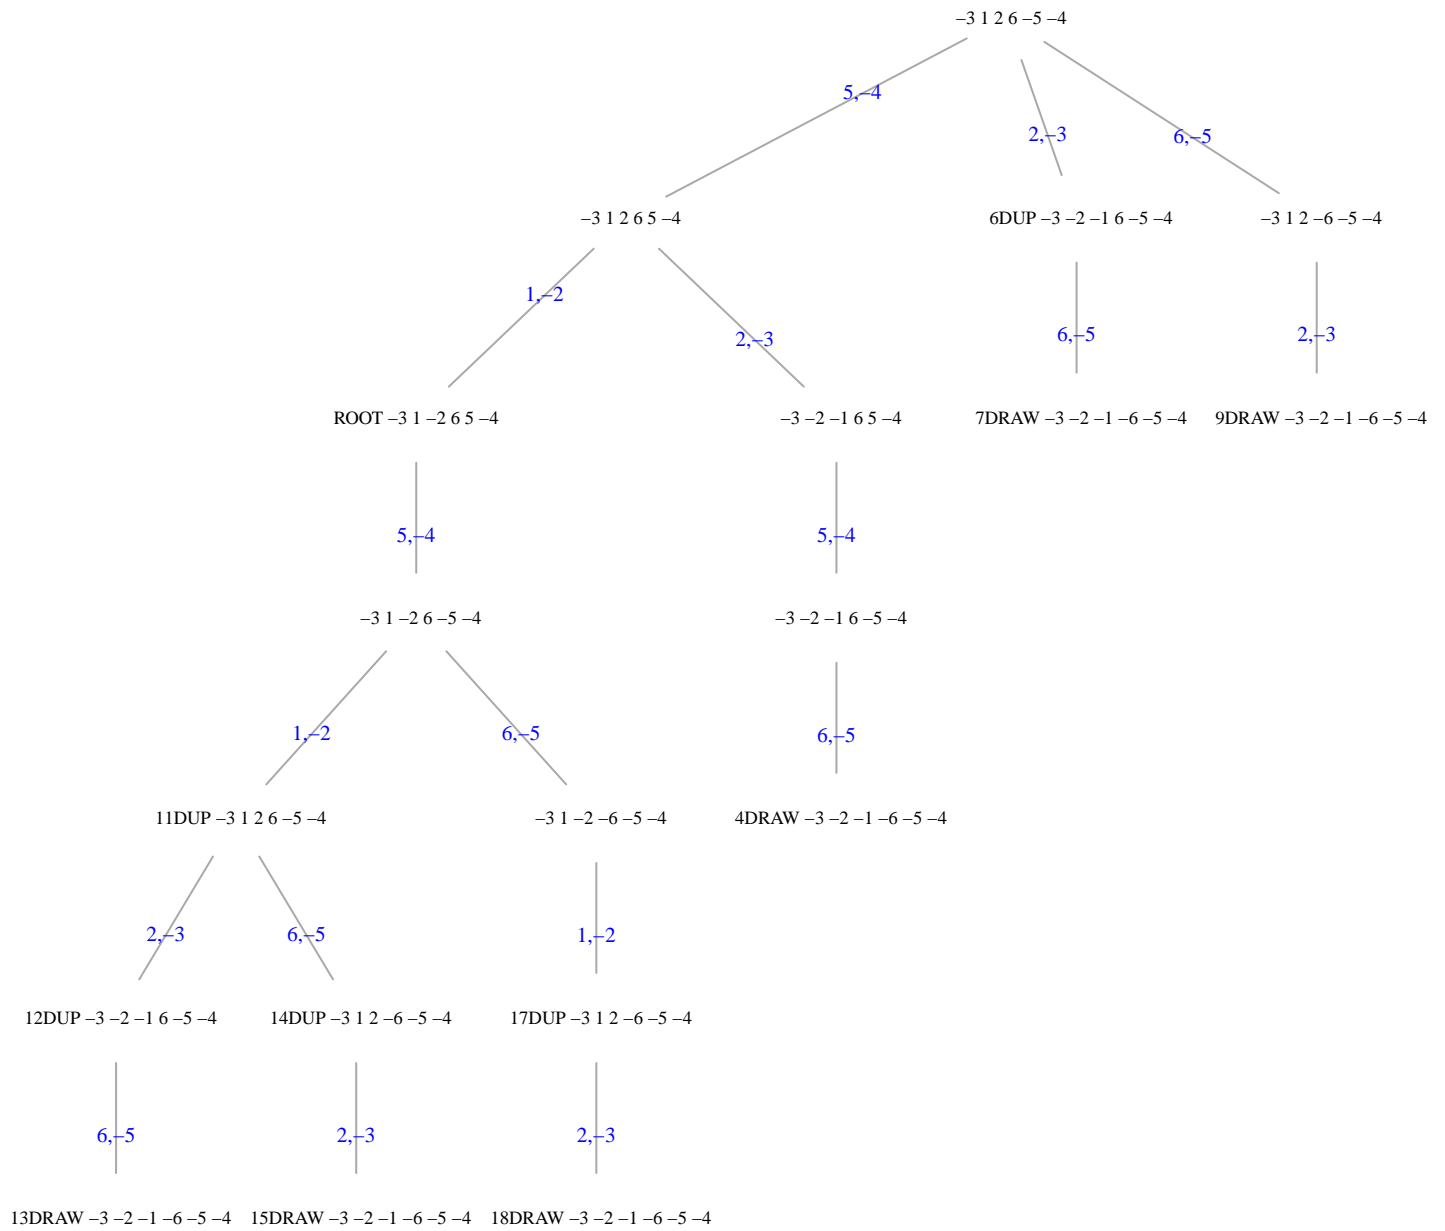 –3 1 2 6 –5 –4
5,–4
2,–3
6,–5
–3 1 2 6 5 –4
6DUP –3 –2 –1 6 –5 –4
–3 1 2 –6 –5 –4
1,–2
2,–3
6,–5
2,–3
ROOT –3 1 –2 6 5 –4
–3 –2 –1 6 5 –4
7DRAW –3 –2 –1 –6 –5 –4
9DRAW –3 –2 –1 –6 –5 –4
5,–4
5,–4
–3 1 –2 6 –5 –4
–3 –2 –1 6 –5 –4
1,–2
6,–5
6,–5
11DUP –3 1 2 6 –5 –4
–3 1 –2 –6 –5 –4
4DRAW –3 –2 –1 –6 –5 –4
2,–3
6,–5
1,–2
12DUP –3 –2 –1 6 –5 –4
14DUP –3 1 2 –6 –5 –4
17DUP –3 1 2 –6 –5 –4
6,–5
2,–3
2,–3
13DRAW –3 –2 –1 –6 –5 –4
15DRAW –3 –2 –1 –6 –5 –4
18DRAW –3 –2 –1 –6 –5 –4